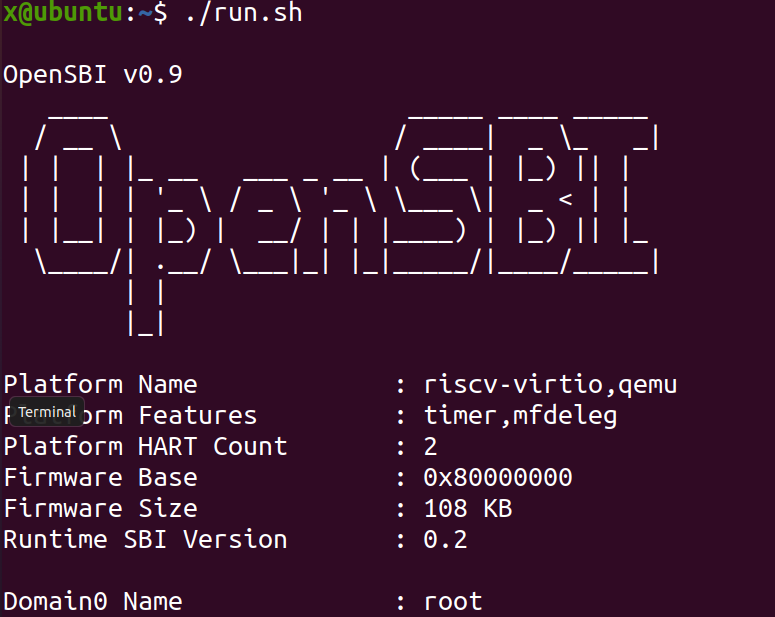 x@ubuntu:~$ ./run.sh
OpenSBI v0.9
   ____                    _____ ____ _____
  / __ \                  / ____|  _ \_   _|
 | |  | |_ __   ___ _ __ | (___ | |_) || |
 | |  | | '_ \ / _ \ '_ \ \___ \|  _ < | |
 | |__| | |_) |  __/ | | |____) | |_) || |_
  \____/| .__/ \___|_| |_|_____/|____/_____|
        | |
        |_|
Platform Name             : riscv-virtio,qemu
Terminal
Features : timer,mfdeleg
Platform HART Count       : 2
Firmware Base             : 0x80000000
Firmware Size             : 108 KB
Runtime SBI Version       : 0.2
Domain0 Name              : root